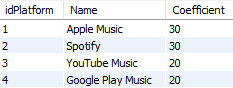 idPlatform Name Coefficient
1 Apple Music 30
2 Spotify 30
3 YouTube Music 20
4 Google Play Music 20